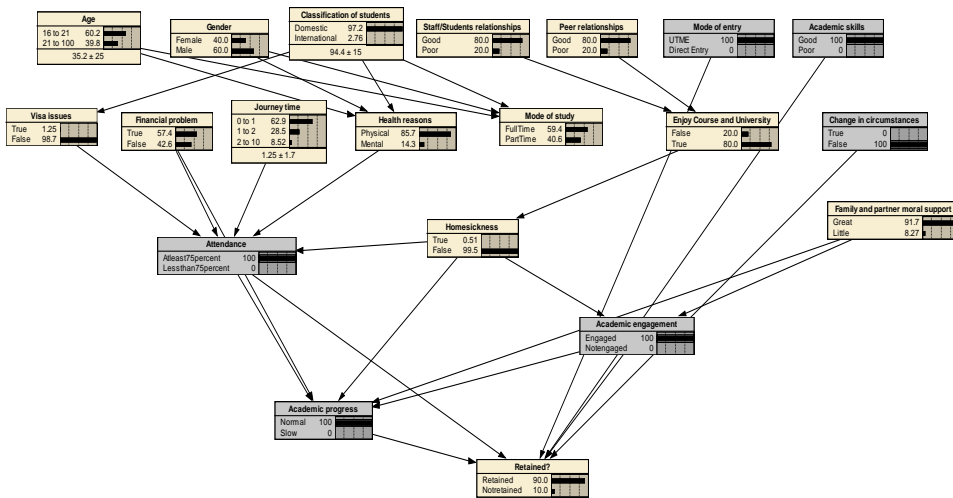 Age
16 to 21 60.2
21 to 100 39.8
35.2 ± 25
Gender
Female 40.0
Male 60.0
Classification of students
Domestic 97.2
International 2.76
94.4 ± 15
Staff/Students relationships
Good 80.0
Poor 20.0
Peer relationships
Good 80.0
Poor 20.0
Mode of entry
UTME 100
Direct Entry 0
Academic skills
Good 100
Poor 0
Visa issues
True 1.25
False 98.7
Financial problem
True 57.4
False 42.6
Journey time
0 to 1 62.9
1 to 2 28.5
2 to 10 8.52
1.25 ± 1.7
Health reasons
Physical 85.7
Mental 14.3
Mode of study
FullTime 59.4
PartTime 40.6
Enjoy Course and University
False 20.0
True 80.0
Change in circumstances
True 0
False 100
Family and partner moral support
Great 91.7
Little 8.27
Homesickness
True 0.51
False 99.5
Attendance
Atleast75percent 100
Lessthan75percent 0
Academic engagement
Engaged 100
Notengaged 0
Academic progress
Normal 100
Slow 0
Retained?
Retained 90.0
Notretained 10.0